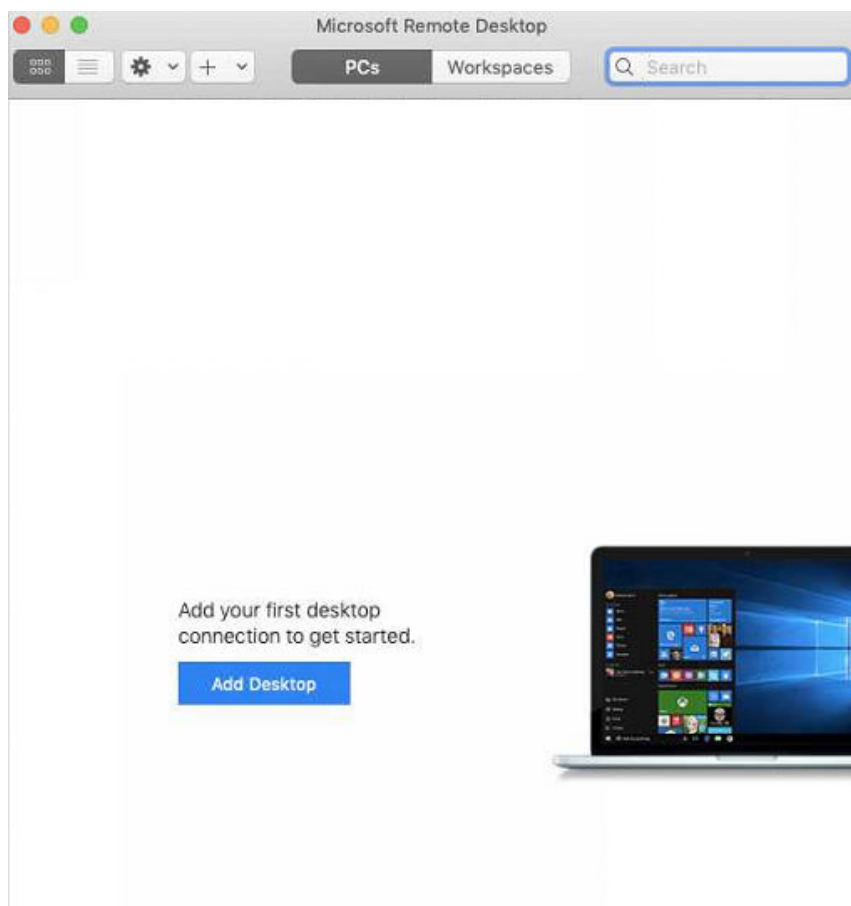 Microsoft Remote Desktop
PCs
Workspaces
Search
Add your first desktop
connection to get started.
Add Desktop